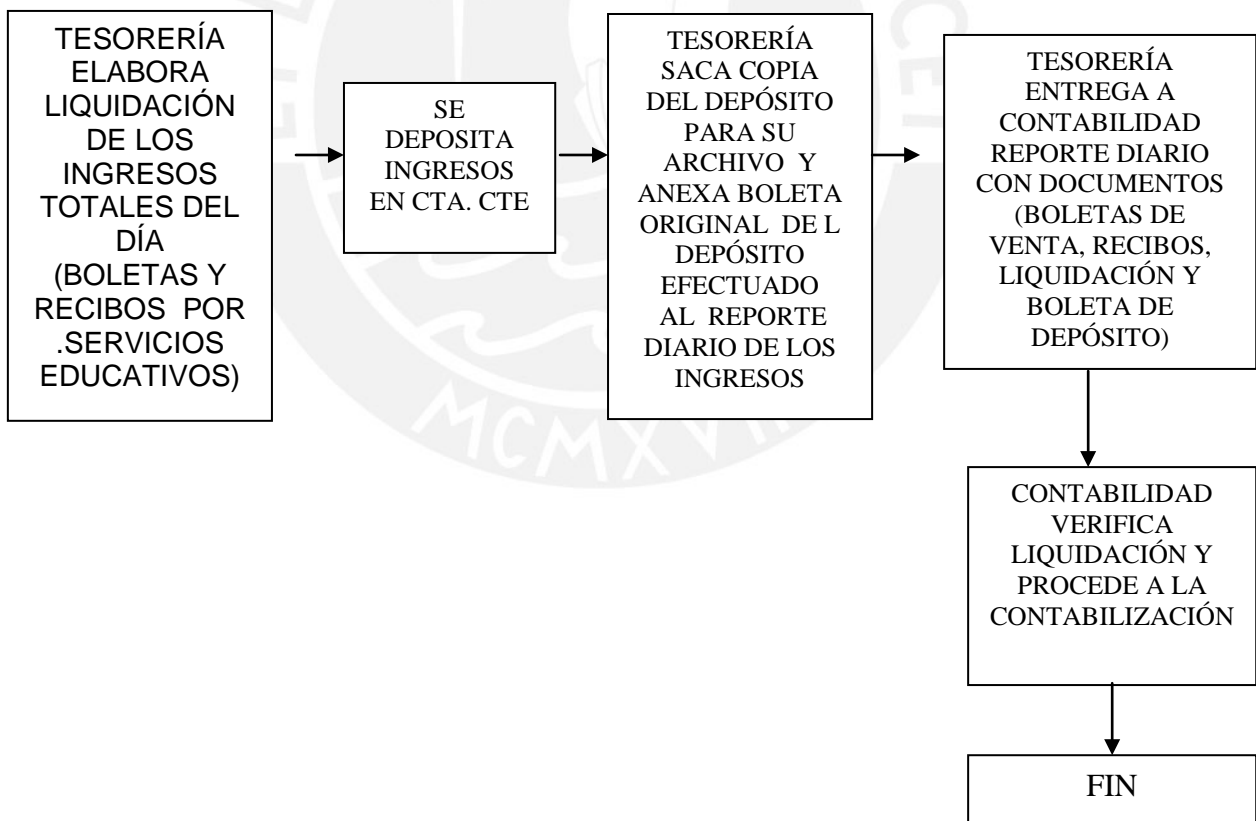 TESORERÍA
ELABORA
LIQUIDACIÓN
DE LOS
INGRESOS
TOTALES DEL
DÍA
(BOLETAS Y
RECIBOS POR
.SERVICIOS
EDUCATIVOS)
SE
DEPOSITA
INGRESOS
EN CTA. CTE
TESORERÍA
SACA COPIA
DEL DEPÓSITO
PARA SU
ARCHIVO Y
ANEXA BOLETA
ORIGINAL DE L
DEPÓSITO
EFECTUADO
AL REPORTE
DIARIO DE LOS
INGRESOS
TESORERÍA
ENTREGA A
CONTABILIDAD
REPORTE DIARIO
CON DOCUMENTOS
(BOLETAS DE
VENTA, RECIBOS,
LIQUIDACIÓN Y
BOLETA DE
DEPÓSITO)
CONTABILIDAD
VERIFICA
LIQUIDACIÓN Y
PROCEDE A LA
CONTABILIZACIÓN
FIN